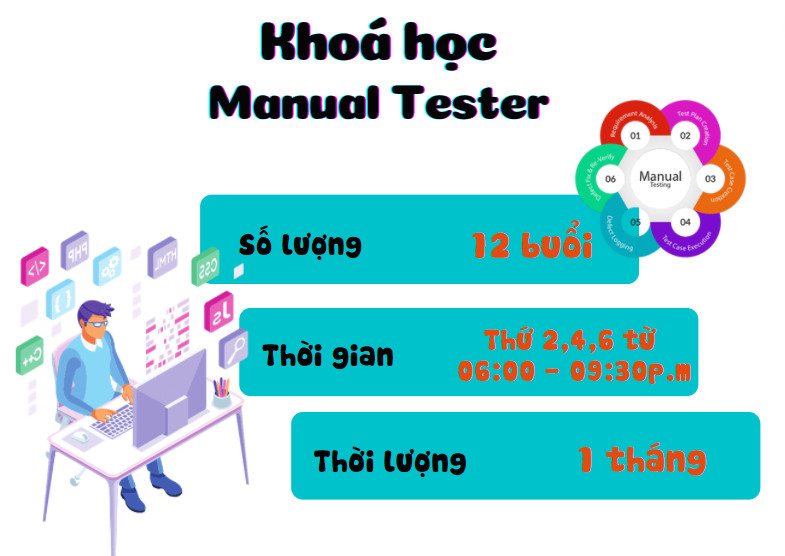 Khoá học
Manual Tester
Requirement Analysis
01
Test Plan Creation
02
Test Case Creation
03
Test Case Execution
04
Defect Logging
05
Defect Fix & Re-Verify
06
Manual
Testing
Số lượng
12 buổi
Thời gian
Thứ 2,4,6 từ
06:00 - 09:30p.m
Thời lượng
1 tháng
</>
PHP
HTML
CSS
{ }
Js
C++